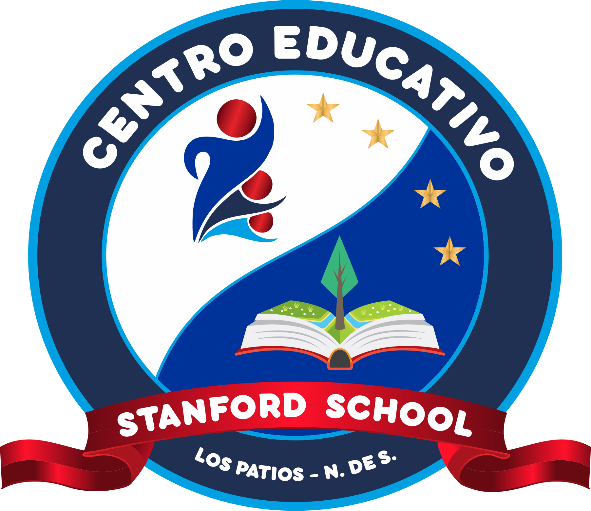 CENTRO EDUCATIVO
STANFORD SCHOOL
LOS PATIOS - N. DE S.